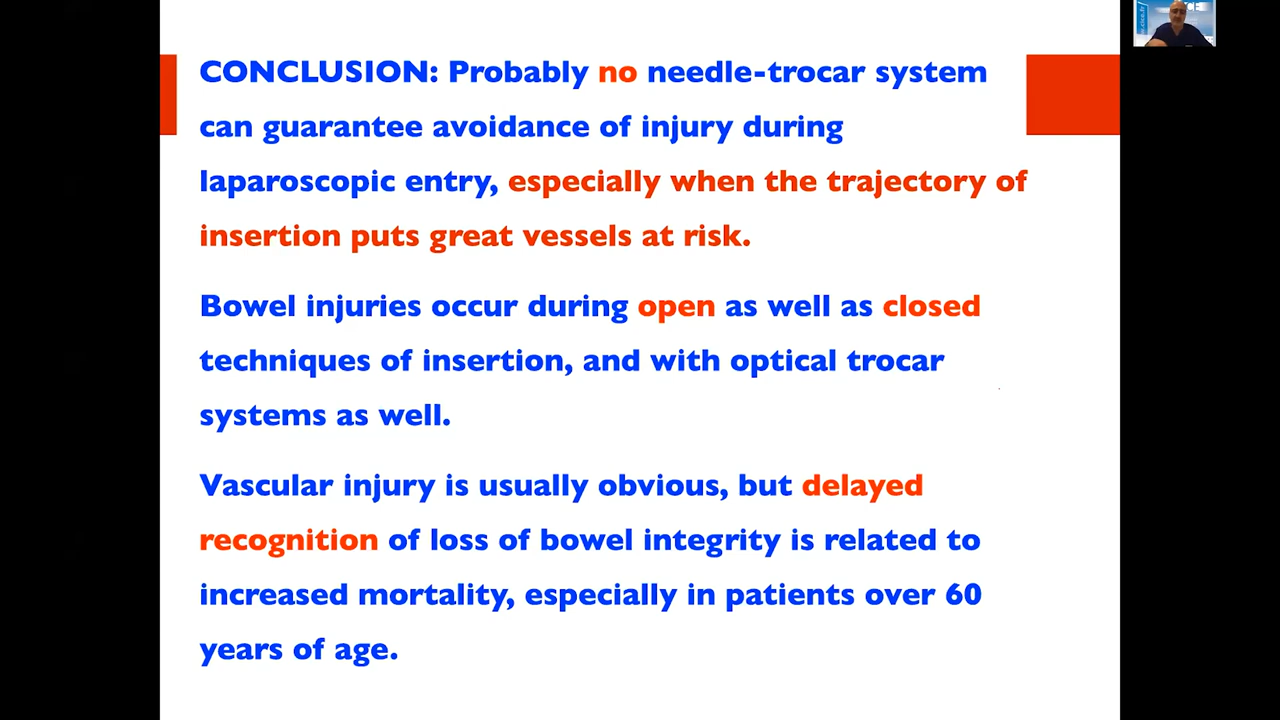 CONCLUSION: Probably no needle-trocar system
can guarantee avoidance of injury during
laparoscopic entry, especially when the trajectory of
insertion puts great vessels at risk.
Bowel injuries occur during open as well as closed
techniques of insertion, and with optical trocar
systems as well.
Vascular injury is usually obvious, but delayed
recognition of loss of bowel integrity is related to
increased mortality, especially in patients over 60
years of age.